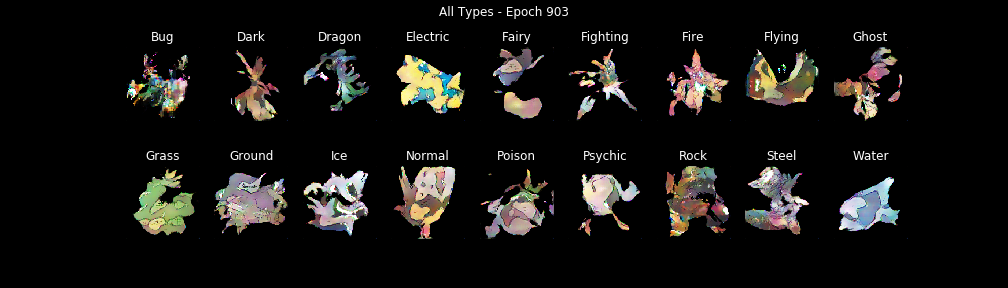 All Types - Epoch 903
Bug Dark Dragon Electric Fairy Fighting Fire Flying Ghost
Grass Ground Ice Normal Poison Psychic Rock Steel Water